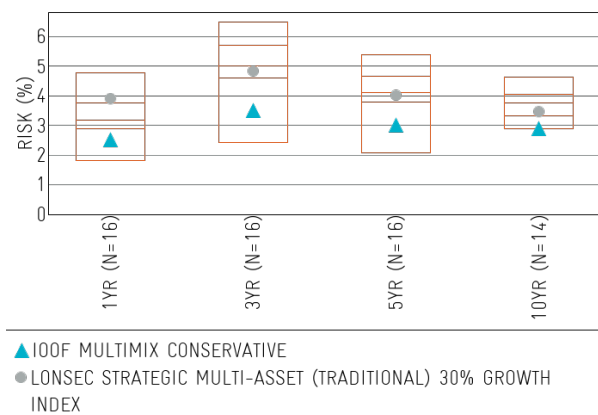 6
5
4
3
2
1
0
RISK (%)
1YR (N=16)
3YR (N=16)
5YR (N=16)
10YR (N=14)
IOOF MULTIMIX CONSERVATIVE
LONSEC STRATEGIC MULTI-ASSET (TRADITIONAL) 30% GROWTH
INDEX